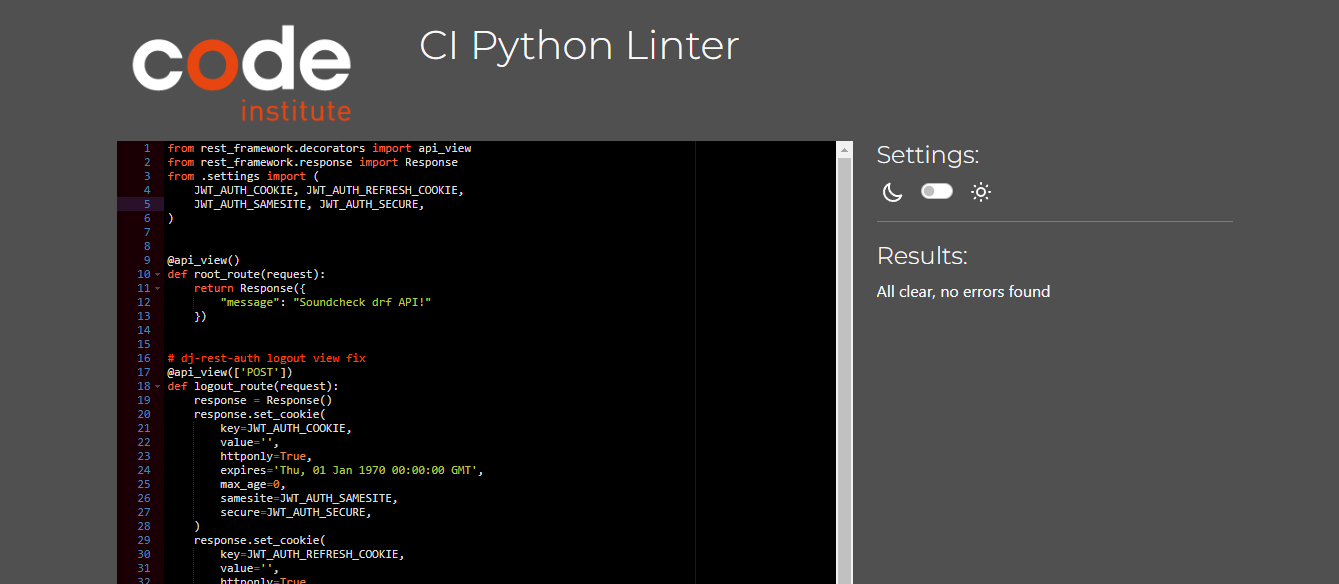 code
institute
CI Python Linter
1 from rest_framework.decorators import api_view
2 from rest_framework.response import Response
3 from .settings import (
4     JWT_AUTH_COOKIE, JWT_AUTH_REFRESH_COOKIE,
5     JWT_AUTH_SAMESITE, JWT_AUTH_SECURE,
6 )
7
8
9 @api_view()
10 def root_route(request):
11     return Response({
12         "message": "Soundcheck drf API!"
13     })
14
15
16 # dj-rest-auth logout view fix
17 @api_view(['POST'])
18 def logout_route(request):
19     response = Response()
20     response.set_cookie(
21         key=JWT_AUTH_COOKIE,
22         value='',
23         httponly=True,
24         expires='Thu, 01 Jan 1970 00:00:00 GMT',
25         max_age=0,
26         samesite=JWT_AUTH_SAMESITE,
27         secure=JWT_AUTH_SECURE,
28     )
29     response.set_cookie(
30         key=JWT_AUTH_REFRESH_COOKIE,
31         value='',
32         httponly=True
Settings:
Results:
All clear, no errors found